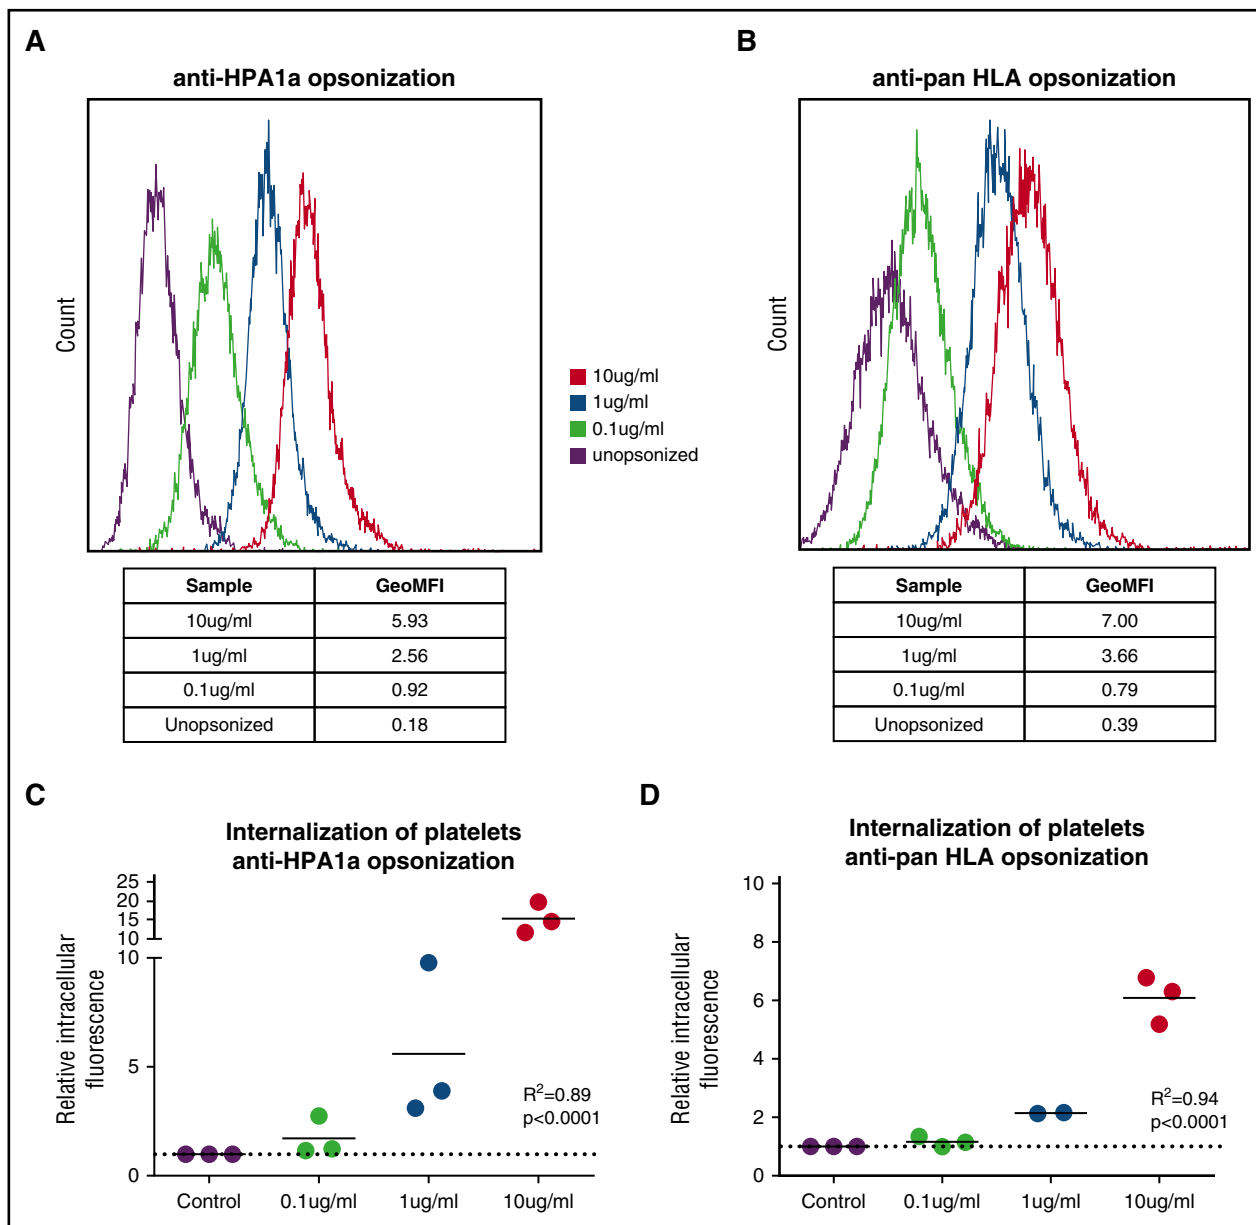 A
anti-HPA1a opsonization
Count
10ug/ml
1ug/ml
0.1ug/ml
unopsonized
Sample GeoMFI
10ug/ml 5.93
1ug/ml 2.56
0.1ug/ml 0.92
Unopsonized 0.18
B
anti-pan HLA opsonization
Count
Sample GeoMFI
10ug/ml 7.00
1ug/ml 3.66
0.1ug/ml 0.79
Unopsonized 0.39
C
Internalization of platelets
anti-HPA1a opsonization
Relative intracellular
fluorescence
25
20
15
10
10
5
0
R²=0.89
p<0.0001
Control 0.1ug/ml 1ug/ml 10ug/ml
D
Internalization of platelets
anti-pan HLA opsonization
Relative intracellular
fluorescence
10
8
6
4
2
0
R²=0.94
p<0.0001
Control 0.1ug/ml 1ug/ml 10ug/ml